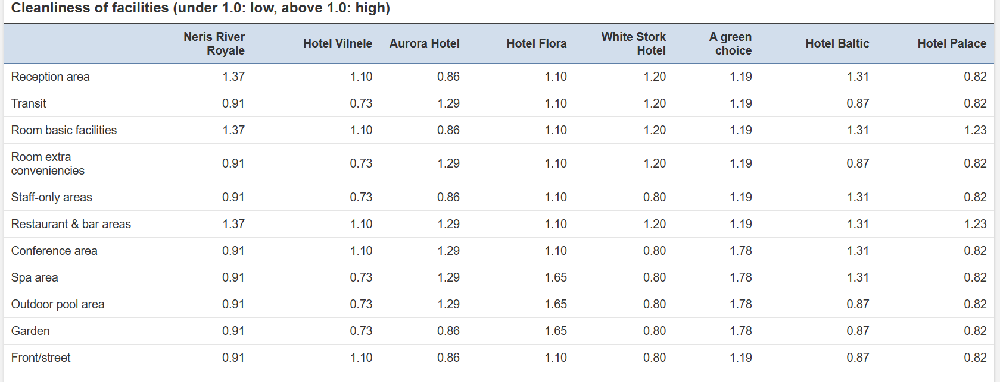 Cleanliness of facilities (under 1.0: low, above 1.0: high)
Neris River Royale Hotel Vilnele Aurora Hotel Hotel Flora White Stork Hotel A green choice Hotel Baltic Hotel Palace
Reception area 1.37 1.10 0.86 1.10 1.20 1.19 1.31 0.82
Transit 0.91 0.73 1.29 1.10 1.20 1.19 0.87 0.82
Room basic facilities 1.37 1.10 0.86 1.10 1.20 1.19 1.31 1.23
Room extra conveniencies 0.91 0.73 1.29 1.10 1.20 1.19 0.87 0.82
Staff-only areas 0.91 0.73 0.86 1.10 0.80 1.19 1.31 0.82
Restaurant & bar areas 1.37 1.10 1.29 1.10 1.20 1.19 1.31 1.23
Conference area 0.91 1.10 1.29 1.10 0.80 1.78 1.31 0.82
Spa area 0.91 0.73 1.29 1.65 0.80 1.78 1.31 0.82
Outdoor pool area 0.91 0.73 1.29 1.65 0.80 1.78 0.87 0.82
Garden 0.91 0.73 0.86 1.65 0.80 1.78 0.87 0.82
Front/street 0.91 1.10 0.86 1.10 0.80 1.19 0.87 0.82